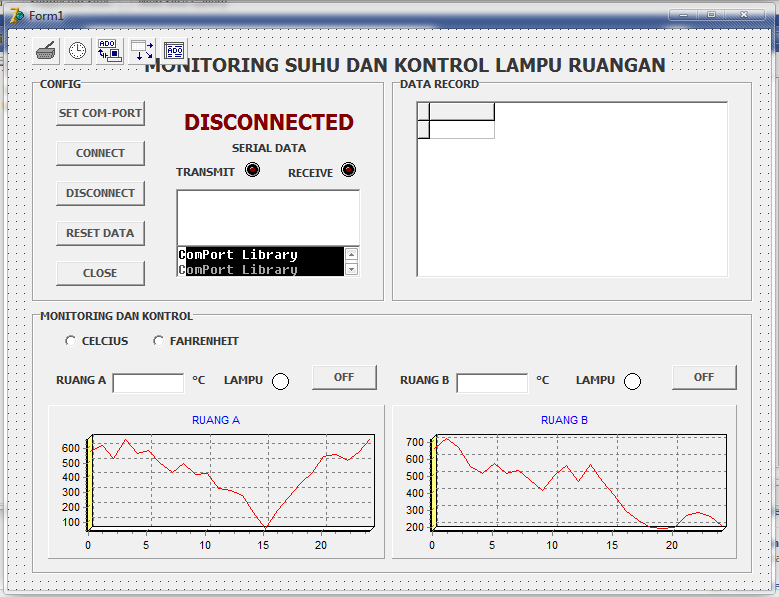 Form1
MONITORING SUHU DAN KONTROL LAMPU RUANGAN
CONFIG
SET COM-PORT
CONNECT
DISCONNECT
RESET DATA
CLOSE
DISCONNECTED
SERIAL DATA
TRANSMIT
RECEIVE
ComPort Library
ComPort Library
DATA RECORD
MONITORING DAN KONTROL
CELCIUS
FAHRENHEIT
RUANG A
°C
LAMPU
OFF
RUANG B
°C
LAMPU
OFF
RUANG A
600
500
400
300
200
100
0 5 10 15 20
RUANG B
700
600
500
400
300
200
0 5 10 15 20